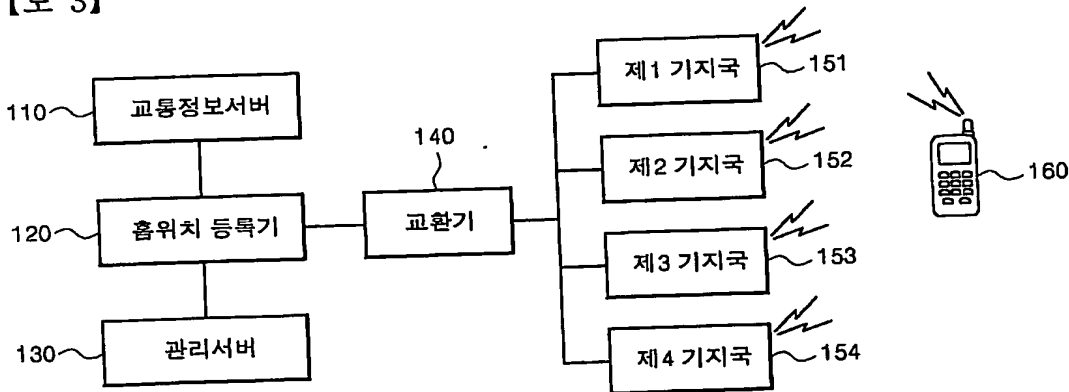 【도 3】
110 교통정보서버
120 홈위치 등록기
130 관리서버
140
교환기
제1 기지국 151
제2 기지국 152
제3 기지국 153
제4 기지국 154
160